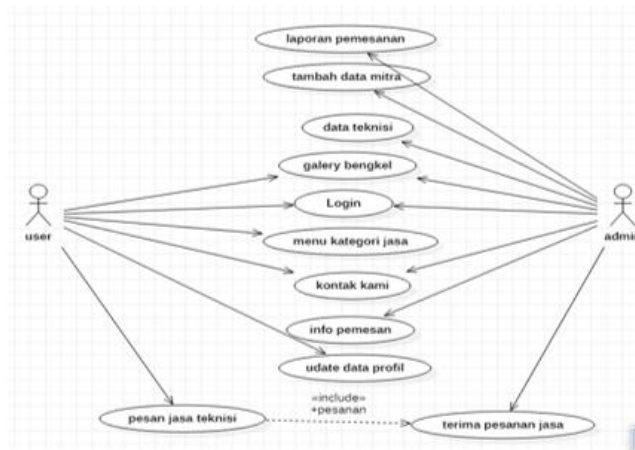 laporan pemesanan
tambah data mitra
data teknisi
galery bengkel
Login
user
admin
menu kategori jasa
kontak kami
info pemesan
udate data profil
«include»
+pesanan
pesan jasa teknisi
terima pesanan jasa